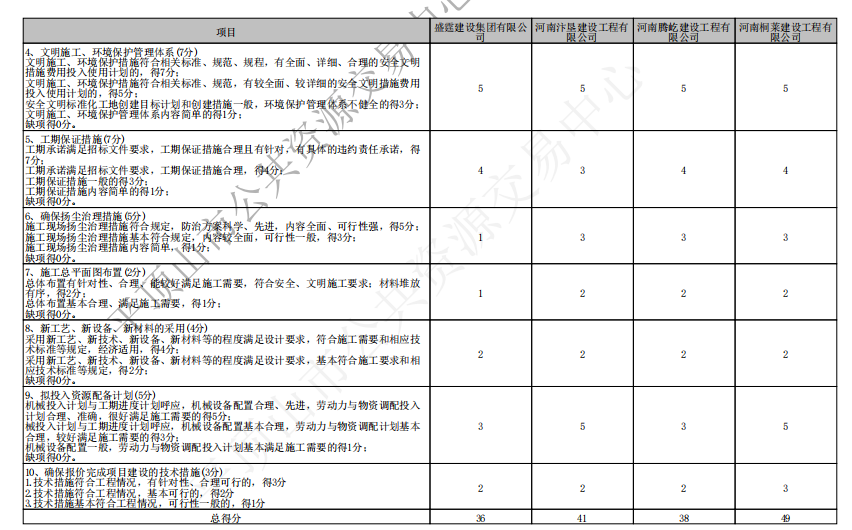 项目 盛霆建设集团有限公司 河南汴垦建设工程有限公司 河南腾屹建设工程有限公司 河南桐莱建设工程有限公司
4、文明施工、环境保护管理体系(7分)
文明施工、环境保护措施符合相关标准、规范、规程，有全面、详细、合理的安全文明
措施费用投入使用计划的，得7分；
文明施工、环境保护措施符合相关标准、规范，有较全面、较详细的安全文明措施费用
投入使用计划的，得5分；
安全文明标准化工地创建目标计划和创建措施一般，环境保护管理体系不健全的得3分；
文明施工、环境保护管理体系内容简单的得1分；
缺项得0分。
5 5 5 5
5、工期保证措施(7分)
工期承诺满足招标文件要求，工期保证措施合理且有针对，有具体的违约责任承诺，得
7分；
工期承诺满足招标文件要求，工期保证措施合理，得4分；
工期保证措施一般的得3分；
工期保证措施内容简单的得1分；
缺项得0分。
4 3 4 4
6、确保扬尘治理措施(5分)
施工现场扬尘治理措施符合规定，防治方案科学、先进，内容全面、可行性强，得5分；
施工现场扬尘治理措施基本符合规定，内容较全面，可行性一般，得3分；
施工现场扬尘治理措施内容简单，得1分；
缺项得0分。
1 3 3 3
7、施工总平面图布置(2分)
总体布置有针对性、合理、能较好满足施工需要，符合安全、文明施工要求；材料堆放
有序，得2分；
总体布置基本合理、满足施工需要，得1分；
缺项得0分。
1 2 2 2
8、新工艺、新设备、新材料的采用(4分)
采用新工艺、新技术、新设备、新材料等的程度满足设计要求，符合施工需要和相应技
术标准等规定，经济适用，得4分；
采用新工艺、新技术、新设备、新材料等的程度满足设计要求，基本符合施工要求和相
应技术标准等规定，得2分；
缺项得0分。
2 2 2 2
9、拟投入资源配备计划(5分)
机械投入计划与工期进度计划呼应，机械设备配置合理、先进，劳动力与物资调配投入
计划合理、准确，很好满足施工需要的得5分；
械投入计划与工期进度计划呼应，机械设备配置基本合理，劳动力与物资调配计划基本
合理，较好满足施工需要的得3分；
机械设备配置一般，劳动力与物资调配投入计划基本满足施工需要的得1分；
缺项得0分。
3 5 3 5
10、确保报价完成项目建设的技术措施(3分)
1.技术措施符合工程情况，有针对性、合理可行的，得3分
2.技术措施符合工程情况，基本可行的，得2分
3.技术措施基本符合工程情况，可行性一般的，得1分
2 2 2 3
总得分 36 41 38 49
平顶山市公共资源交易中心
平顶山市公共资源交易中心